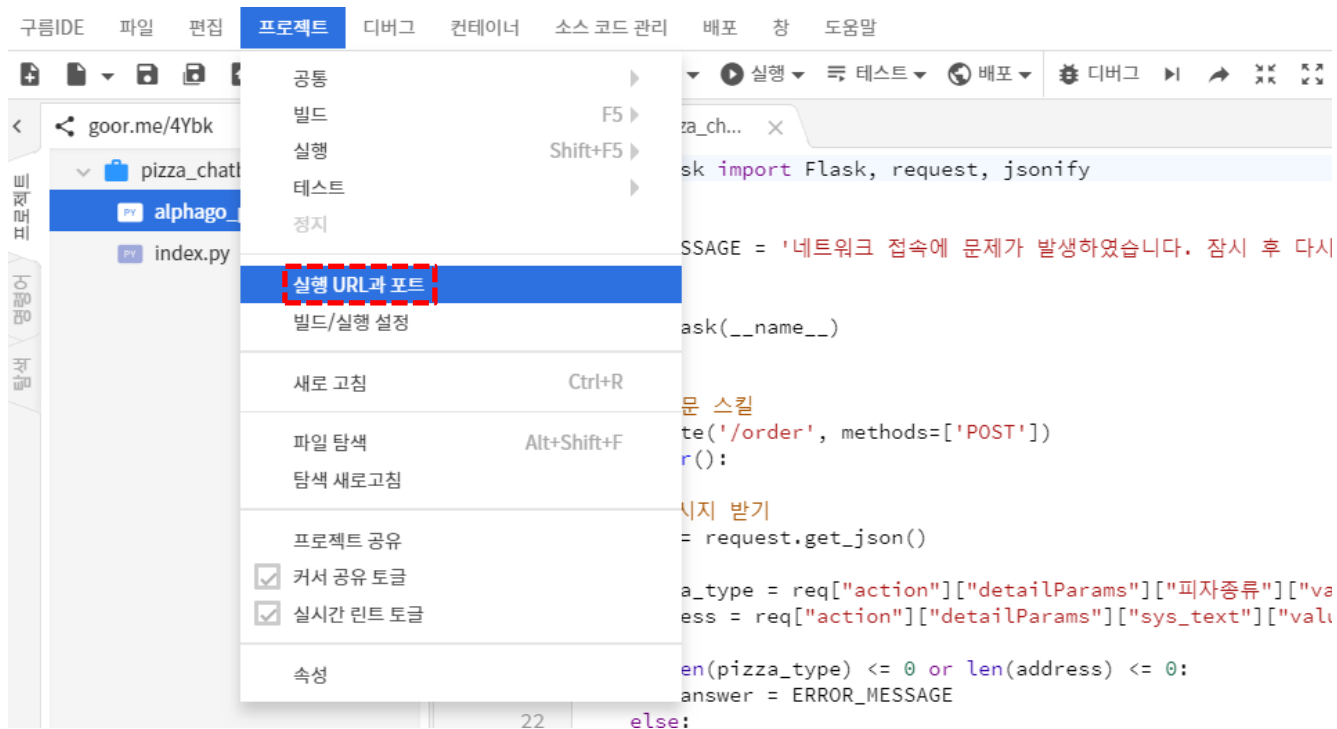 구름IDE 파일 편집 프로젝트 디버그 컨테이너 소스 코드 관리 배포 창 도움말
실행 테스트 배포 디버그
goor.me/4Ybk
za_ch...
프로젝트
명령어
탐색
pizza_chatb
PY alphago_p
PY index.py
공통
빌드 F5
실행 Shift+F5
테스트
정지
실행 URL과 포트
빌드/실행 설정
새로 고침 Ctrl+R
파일 탐색 Alt+Shift+F
탐색 새로고침
프로젝트 공유
커서 공유 토글
실시간 린트 토글
속성
sk import Flask, request, jsonify
SSAGE = '네트워크 접속에 문제가 발생하였습니다. 잠시 후 다시
ask(__name__)
문 스킬
te('/order', methods=['POST'])
r():
시지 받기
= request.get_json()
a_type = req["action"]["detailParams"]["피자종류"]["va
ess = req["action"]["detailParams"]["sys_text"]["valu
en(pizza_type) <= 0 or len(address) <= 0:
answer = ERROR_MESSAGE
22 else: